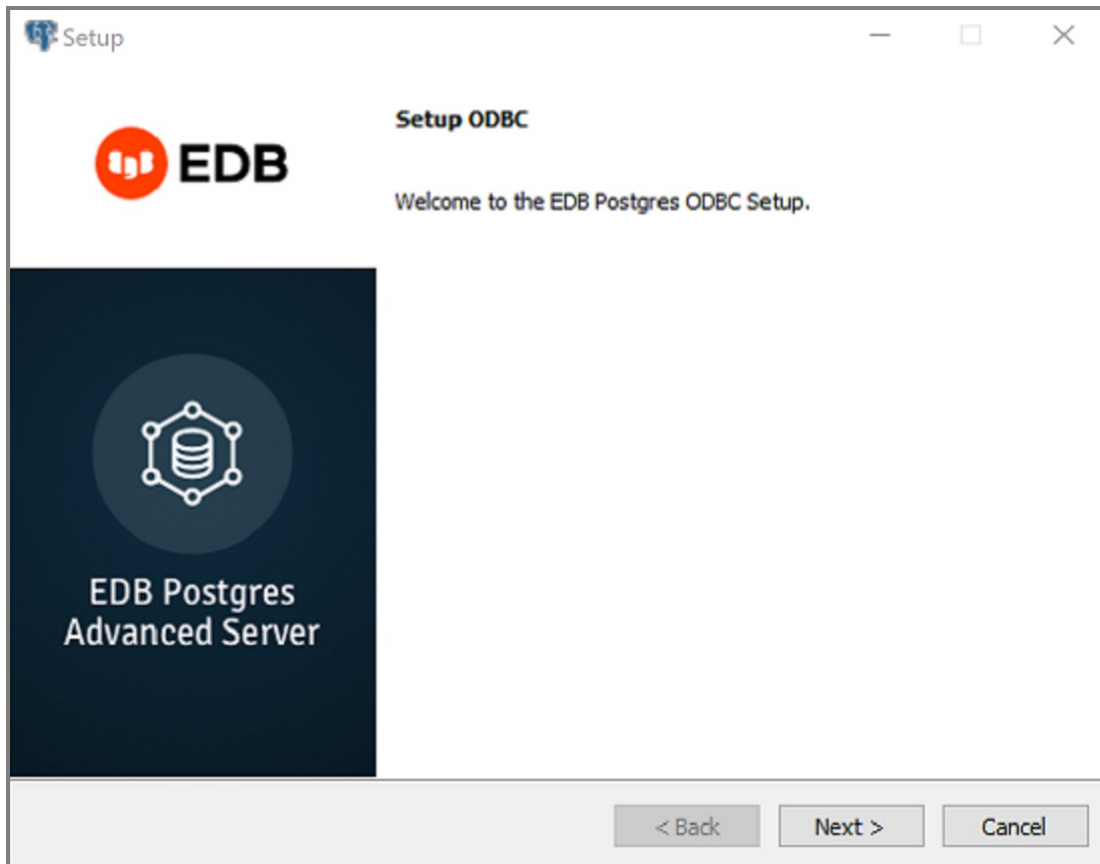 Setup
EDB
Setup ODBC
Welcome to the EDB Postgres ODBC Setup.
EDB Postgres
Advanced Server
< Back
Next >
Cancel